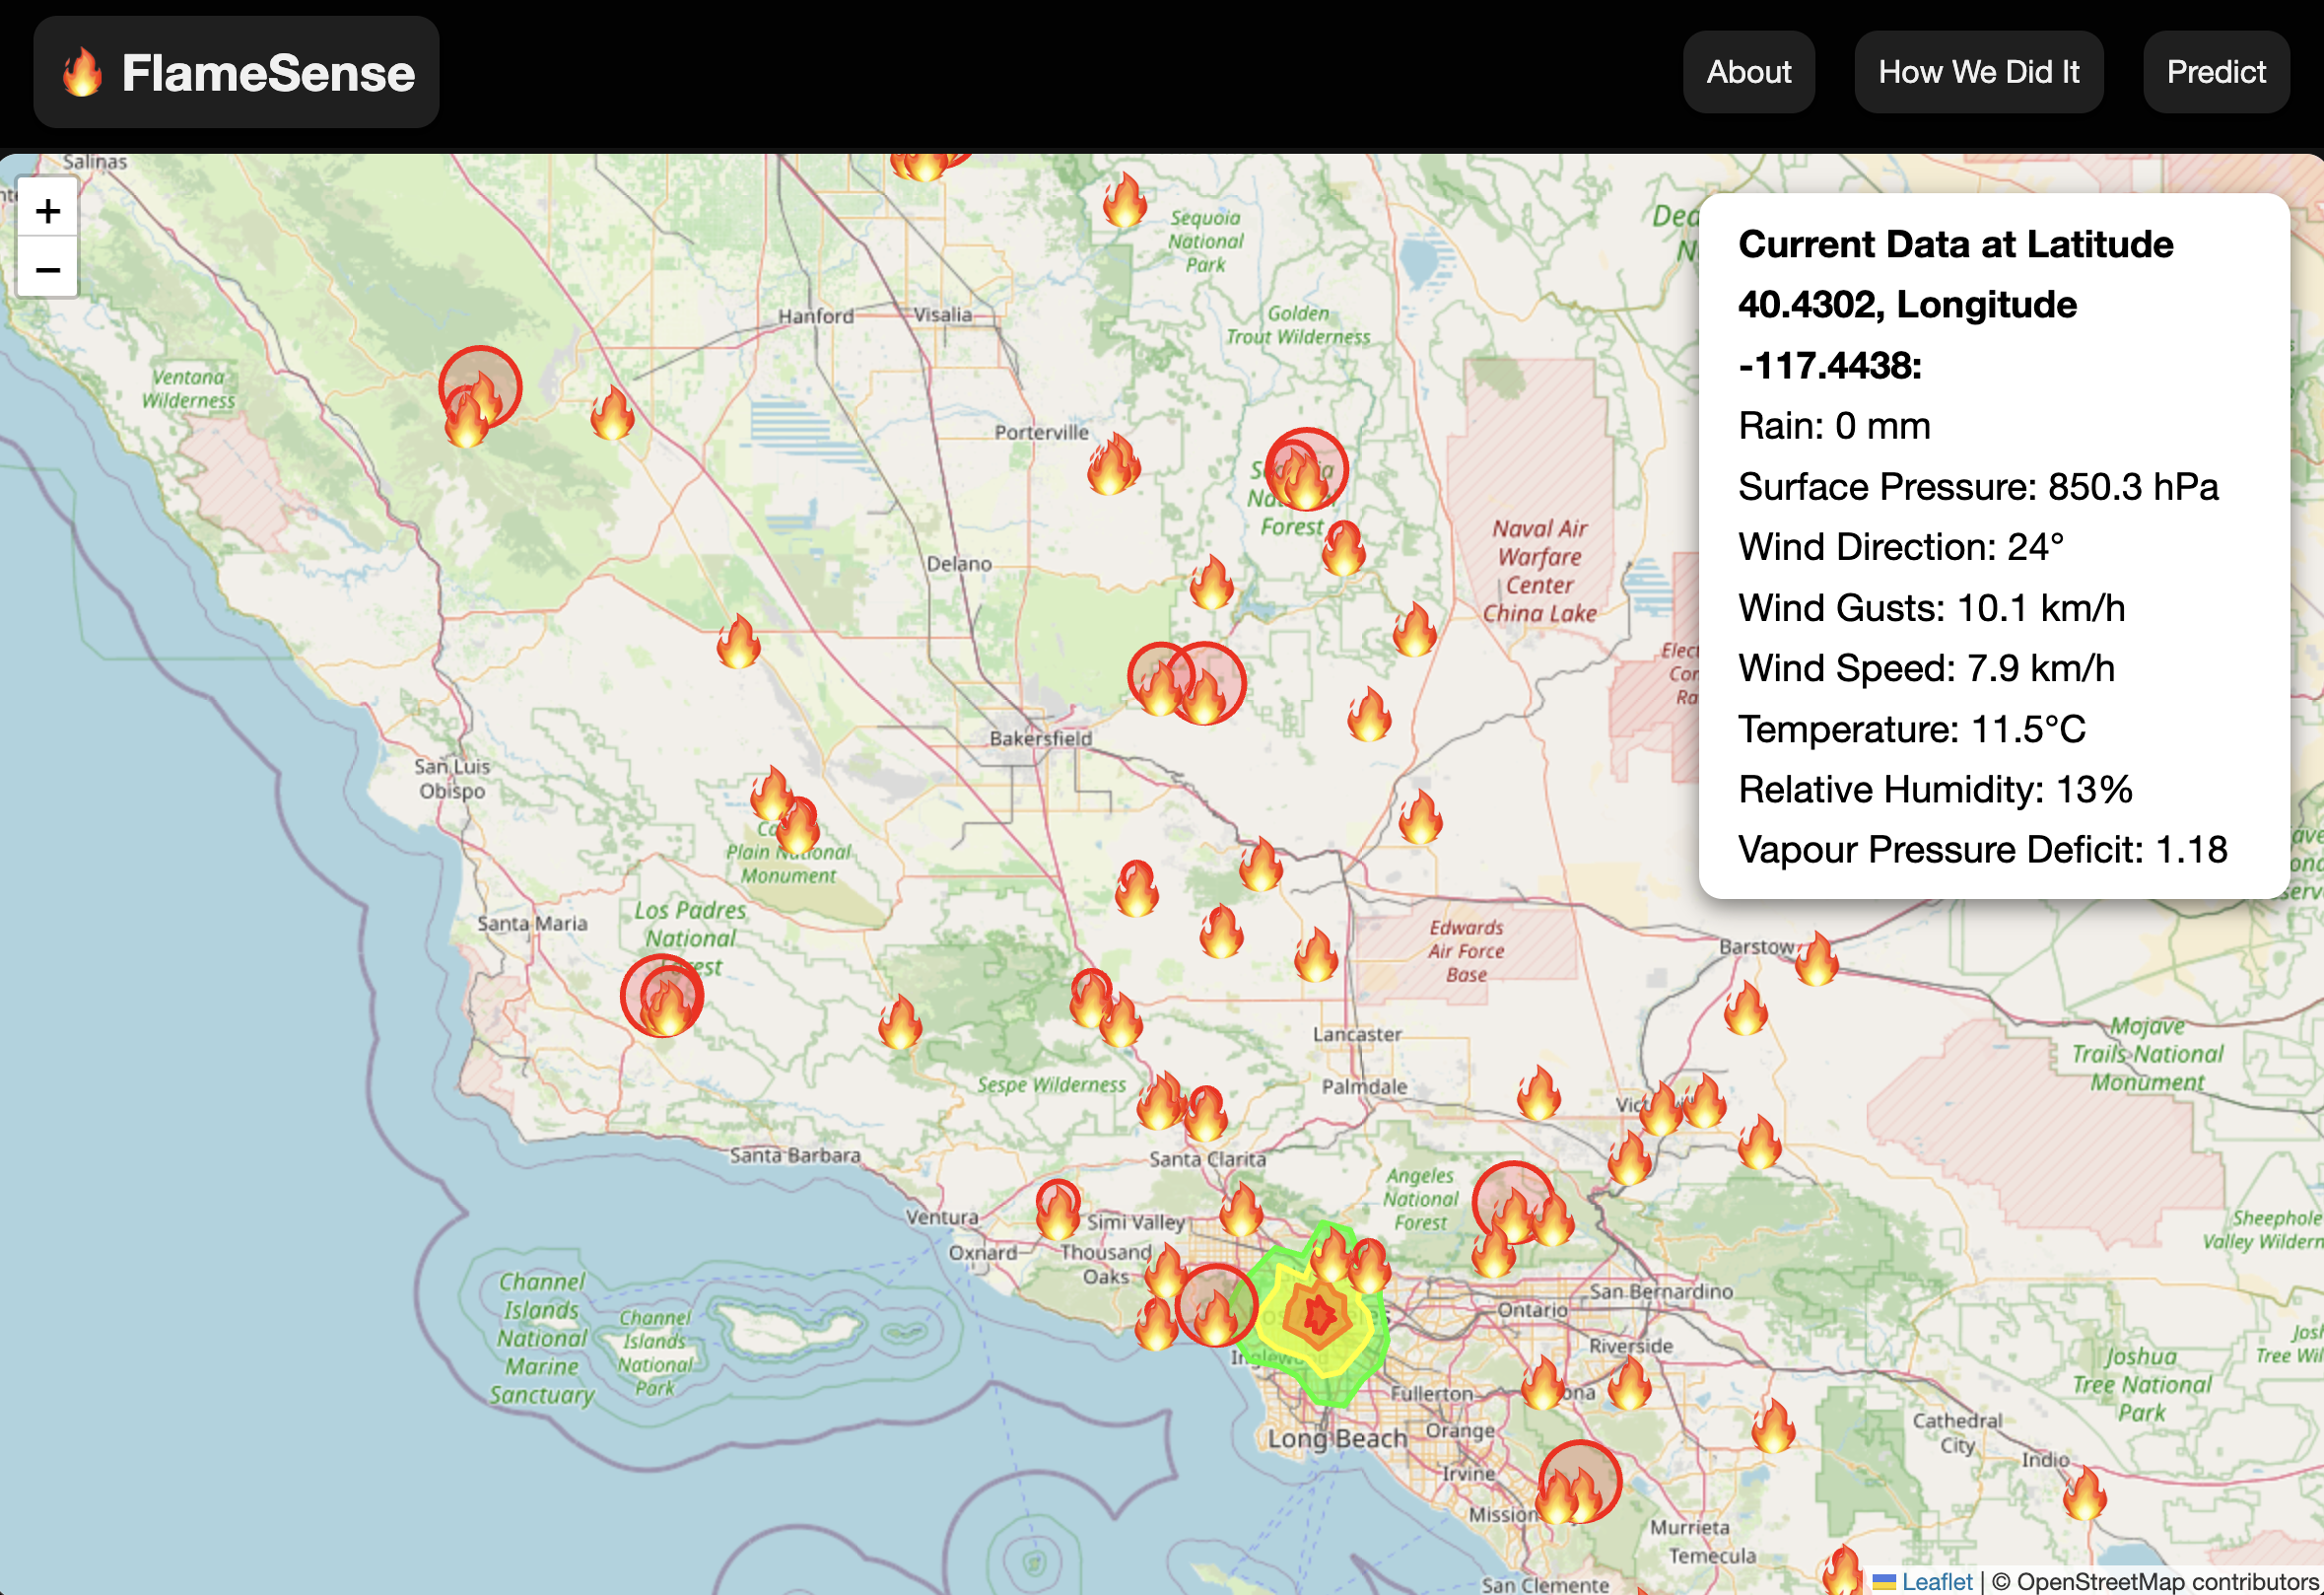 FlameSense
About
How We Did It
Predict
Salinas
+
−
Sequoia
National
Park
Current Data at Latitude
40.4302, Longitude
-117.4438:
Rain: 0 mm
Surface Pressure: 850.3 hPa
Wind Direction: 24°
Wind Gusts: 10.1 km/h
Wind Speed: 7.9 km/h
Temperature: 11.5°C
Relative Humidity: 13%
Vapour Pressure Deficit: 1.18
Hanford
Visalia
Golden
Trout Wilderness
Ventana
Wilderness
Porterville
Forest
Naval Air
Warfare
Center
China Lake
Delano
Bakersfield
San Luis
Obispo
Plain National
Monument
Santa Maria
Los Padres
National
Edwards
Air Force
Base
Barstow
Lancaster
Palmdale
Mojave
Trails National
Monument
Sespe Wilderness
Santa Barbara
Santa Clarita
Angeles
National
Forest
Ventura
Simi Valley
Oxnard
Thousand
Oaks
Channel
Islands
National
Marine
Sanctuary
Channel
Islands
National
Park
San Bernardino
Ontario
Riverside
Fullerton
Orange
Long Beach
Irvine
Mission
Murrieta
Temecula
San Clemente
Cathedral
City
Indio
Joshua
Tree National
Park
Sheephole
Leaflet | © OpenStreetMap contributors